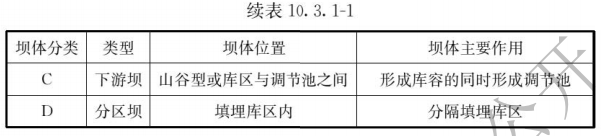 续表 10.3.1-1
坝体分类 类型 坝体位置 坝体主要作用
C 下游坝 山谷型或库区与调节池之间 形成库容的同时形成调节池
D 分区坝 填埋库区内 分隔填埋库区